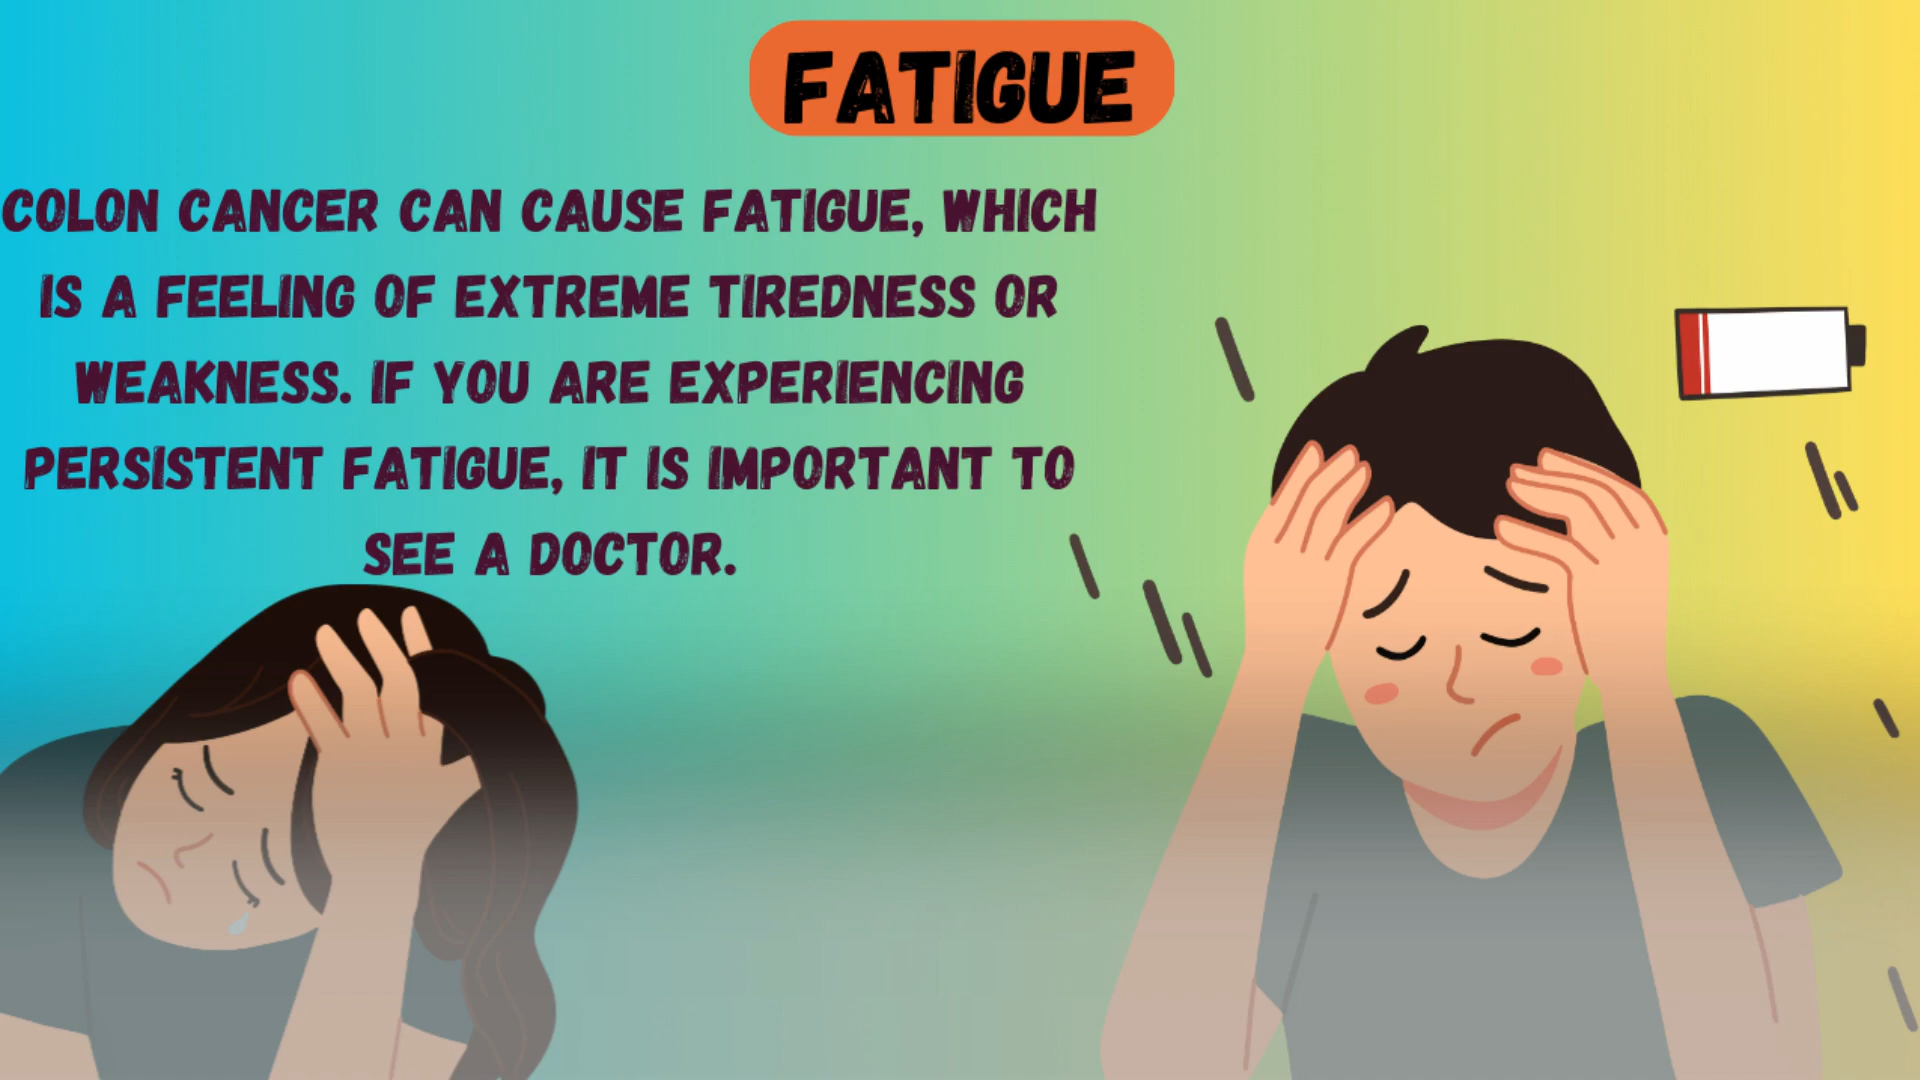 FATIGUE
COLON CANCER CAN CAUSE FATIGUE, WHICH
IS A FEELING OF EXTREME TIREDNESS OR
WEAKNESS. IF YOU ARE EXPERIENCING
PERSISTENT FATIGUE, IT IS IMPORTANT TO
SEE A DOCTOR.